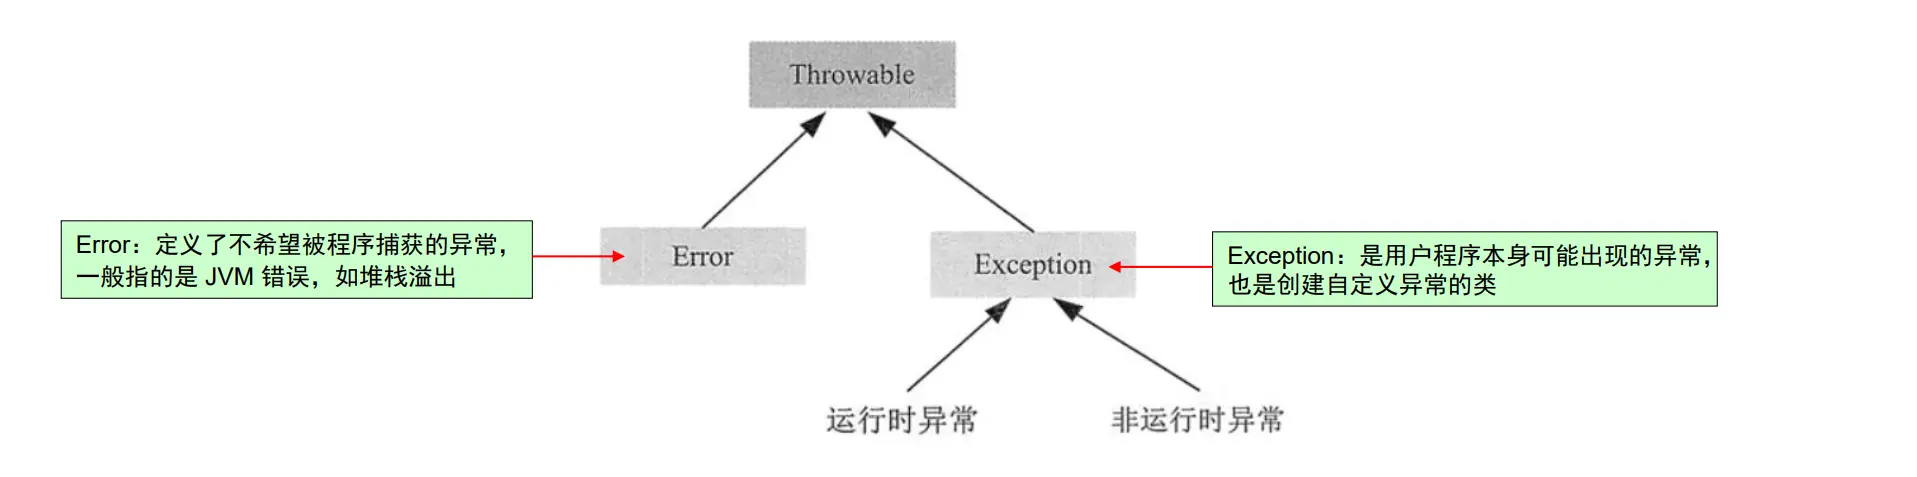 Throwable
Error：定义了不希望被程序捕获的异常，
一般指的是 JVM 错误，如堆栈溢出
Error
Exception
Exception：是用户程序本身可能出现的异常，
也是创建自定义异常的类
运行时异常
非运行时异常